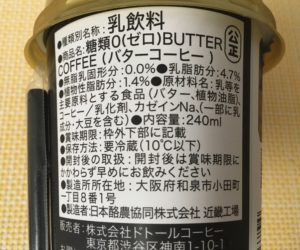 ●種類別名称:乳飲料
●商品名:糖類0(ゼロ)BUTTER
COFFEE (バターコーヒー)
●無脂乳固形分:0.0% ●乳脂肪分:4.7%
●植物性脂肪分:1.4% ●原材料名:乳等を
主要原料とする食品(バター、植物油脂)、
コーヒー/乳化剤、カゼインNa、(一部に乳
成分・大豆を含む) ●内容量:240ml
●賞味期限:枠外下部に記載
●保存方法:要冷蔵(10℃以下)
●開封後の取扱:開封後は賞味期限に
かかわらず早めにお飲みください。
●製造所所在地:大阪府和泉市小田町
一丁目8番1号
●製造者:日本酪農協同株式会社 近畿工場
販売者 株式会社ドトールコーヒー
東京都渋谷区神南1
公正